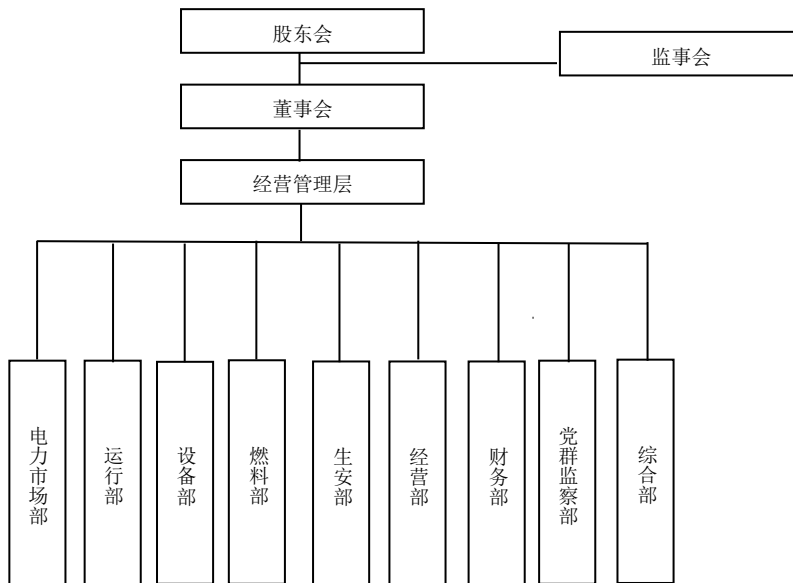 股东会
监事会
董事会
经营管理层
电力市场部
运行部
设备部
燃料部
生安部
经营部
财务部
党群监察部
综合部